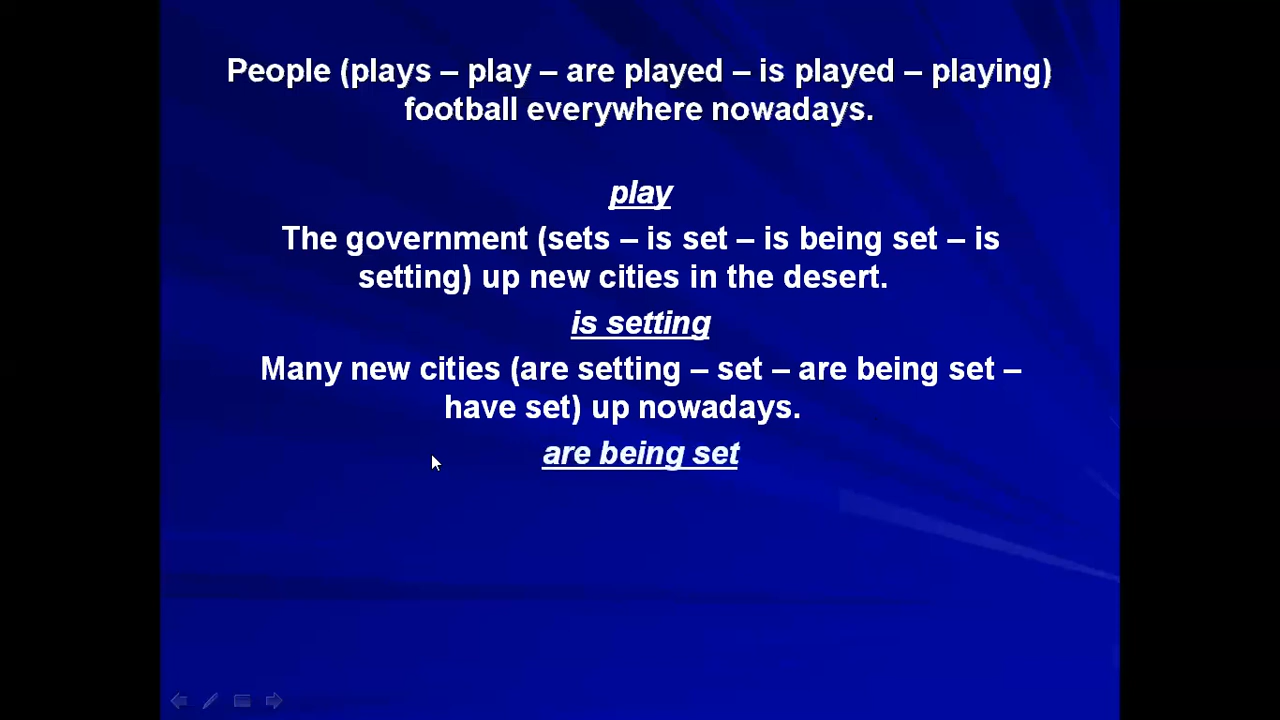 People (plays – play – are played – is played – playing)
football everywhere nowadays.
play
The government (sets – is set – is being set – is
setting) up new cities in the desert.
is setting
Many new cities (are setting – set – are being set –
have set) up nowadays.
are being set